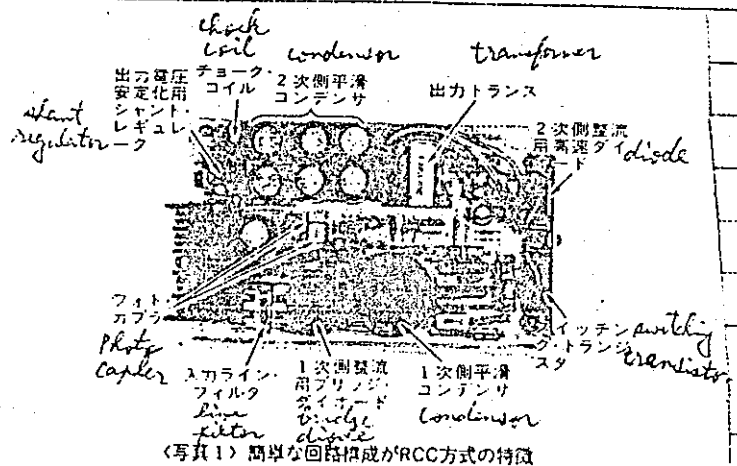 chock
coil
condensor
transformer
出力電圧
安定化用
シャント・
レギュレ
ータ
チョーク・
コイル
2次側平滑
コンデンサ
出力トランス
2次側整流
用高速ダイ
オード
shant
regulator
diode
フォト・
カプラ
Photo
capler
入力ライン・
フィルタ
line
filtor
1次側整流
用ブリッジ・
ダイオード
bridge
diode
1次側平滑
コンデンサ
condensor
スイッチン
グ・トランジ
スタ
switching
transistor
〈写真1〉 簡単な回路構成がRCC方式の特徴